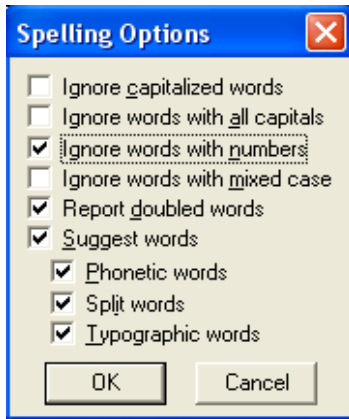 Spelling Options
Ignore capitalized words
Ignore words with all capitals
Ignore words with numbers
Ignore words with mixed case
Report doubled words
Suggest words
Phonetic words
Split words
Typographic words
OK Cancel